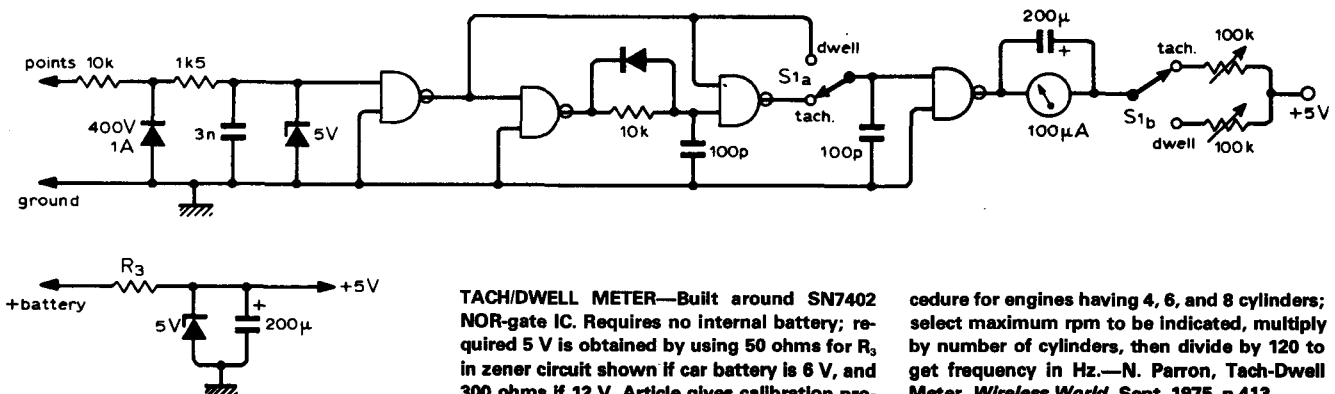 points
10k
1k5
400V
1A
3n
5V
ground
10k
100p
dwell
S1a
tach.
100p
200µ
+
100µA
tach.
S1b
dwell
100k
100k
+5V
R3
+battery
+5V
5V
+
200µ
TACH/DWELL METER—Built around SN7402
NOR-gate IC. Requires no internal battery; re-
quired 5 V is obtained by using 50 ohms for R3
in zener circuit shown if car battery is 6 V, and
300 ohms if 12 V. Article gives calibration pro-
cedure for engines having 4, 6, and 8 cylinders;
select maximum rpm to be indicated, multiply
by number of cylinders, then divide by 120 to
get frequency in Hz.—N. Parron, Tach-Dwell
Meter, Wireless World, Sept. 1975, p 413.